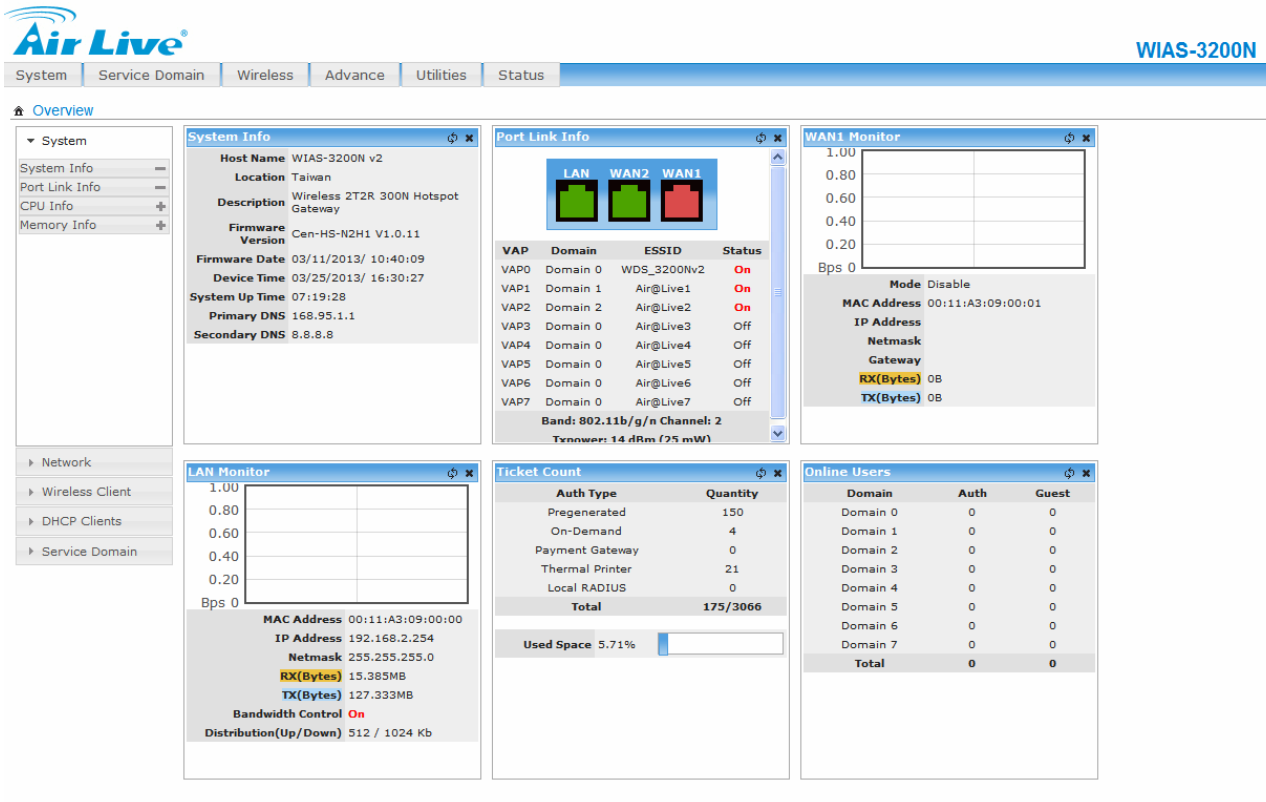 Air Live®
WIAS-3200N
System Service Domain Wireless Advance Utilities Status
Overview
System
System Info
Port Link Info
CPU Info
Memory Info
Network
Wireless Client
DHCP Clients
Service Domain
System Info
Host Name WIAS-3200N v2
Location Taiwan
Description Wireless 2T2R 300N Hotspot
Gateway
Firmware
Version Cen-HS-N2H1 V1.0.11
Firmware Date 03/11/2013/ 10:40:09
Device Time 03/25/2013/ 16:30:27
System Up Time 07:19:28
Primary DNS 168.95.1.1
Secondary DNS 8.8.8.8
Port Link Info
LAN WAN2 WAN1
VAP Domain ESSID Status
VAP0 Domain 0 WDS_3200Nv2 On
VAP1 Domain 1 Air@Live1 On
VAP2 Domain 2 Air@Live2 On
VAP3 Domain 0 Air@Live3 Off
VAP4 Domain 0 Air@Live4 Off
VAP5 Domain 0 Air@Live5 Off
VAP6 Domain 0 Air@Live6 Off
VAP7 Domain 0 Air@Live7 Off
Band: 802.11b/g/n Channel: 2
Txpower: 14 dBm (25 mW)
WAN1 Monitor
1.00
0.80
0.60
0.40
0.20
Bps 0
Mode Disable
MAC Address 00:11:A3:09:00:01
IP Address
Netmask
Gateway
RX(Bytes) 0B
TX(Bytes) 0B
LAN Monitor
1.00
0.80
0.60
0.40
0.20
Bps 0
MAC Address 00:11:A3:09:00:00
IP Address 192.168.2.254
Netmask 255.255.255.0
RX(Bytes) 15.385MB
TX(Bytes) 127.333MB
Bandwidth Control On
Distribution(Up/Down) 512 / 1024 Kb
Ticket Count
Auth Type Quantity
Pregenerated 150
On-Demand 4
Payment Gateway 0
Thermal Printer 21
Local RADIUS 0
Total 175/3066
Used Space 5.71%
Online Users
Domain Auth Guest
Domain 0 0 0
Domain 1 0 0
Domain 2 0 0
Domain 3 0 0
Domain 4 0 0
Domain 5 0 0
Domain 6 0 0
Domain 7 0 0
Total 0 0